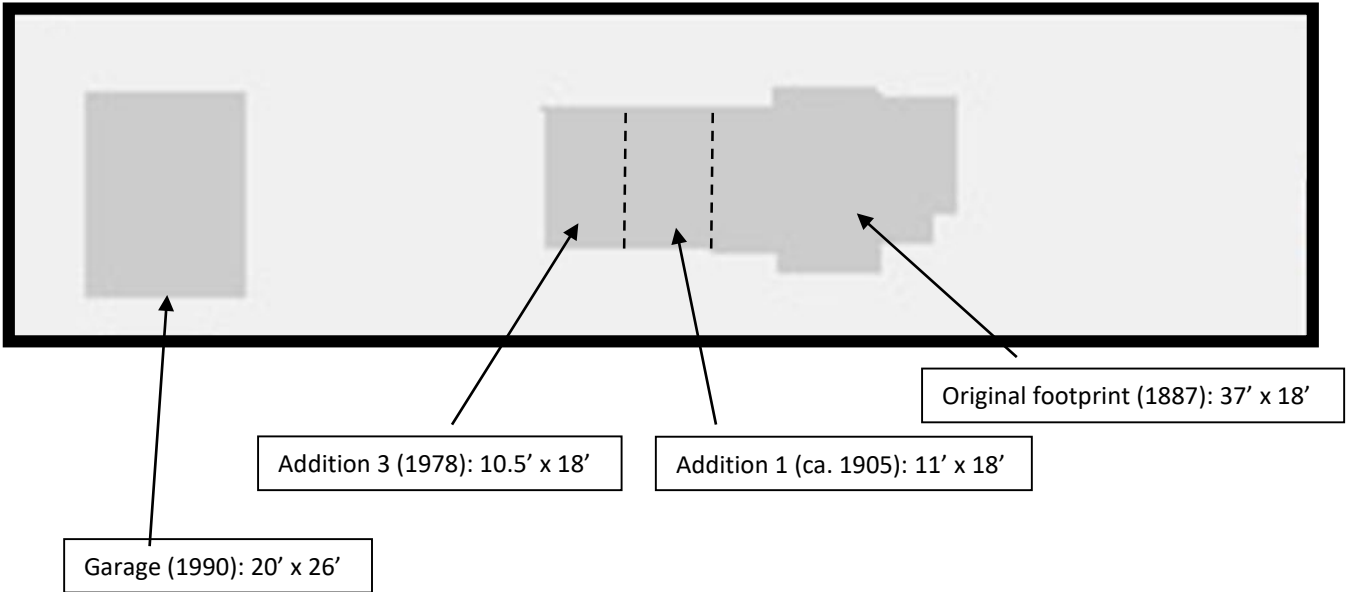 Original footprint (1887): 37’ x 18’
Addition 3 (1978): 10.5’ x 18’
Addition 1 (ca. 1905): 11’ x 18’
Garage (1990): 20’ x 26’